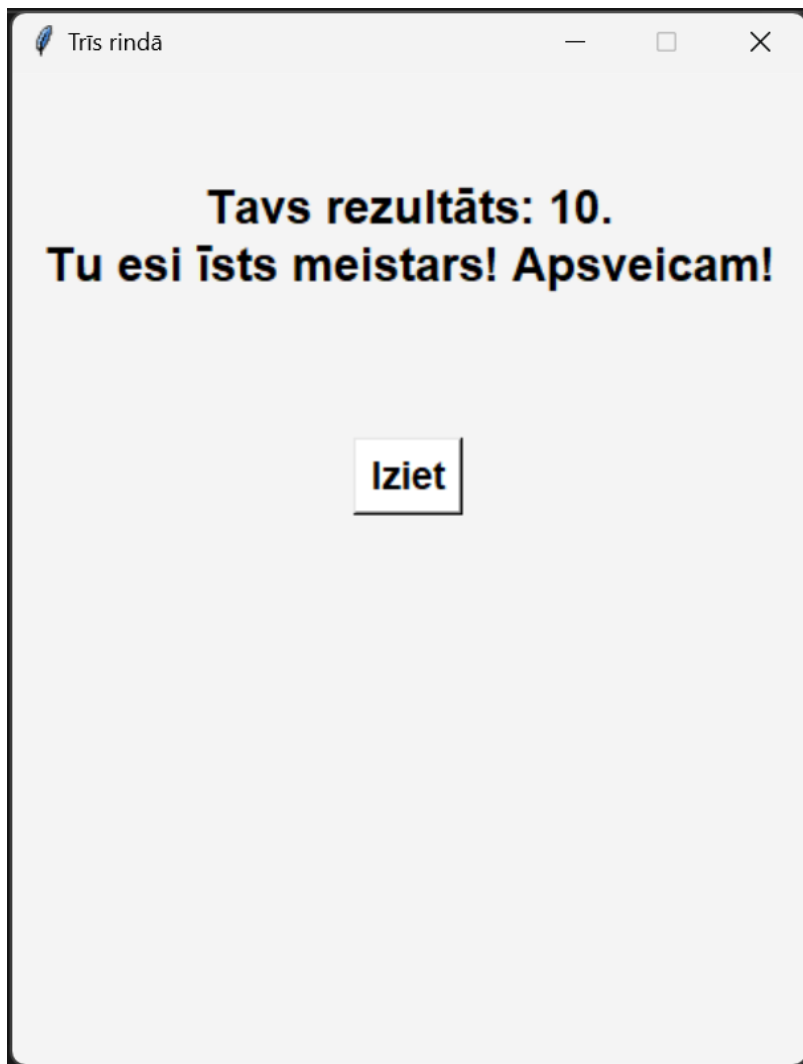 Trīs rindā
Tavs rezultāts: 10.
Tu esi īsts meistars! Apsveicam!
Iziet